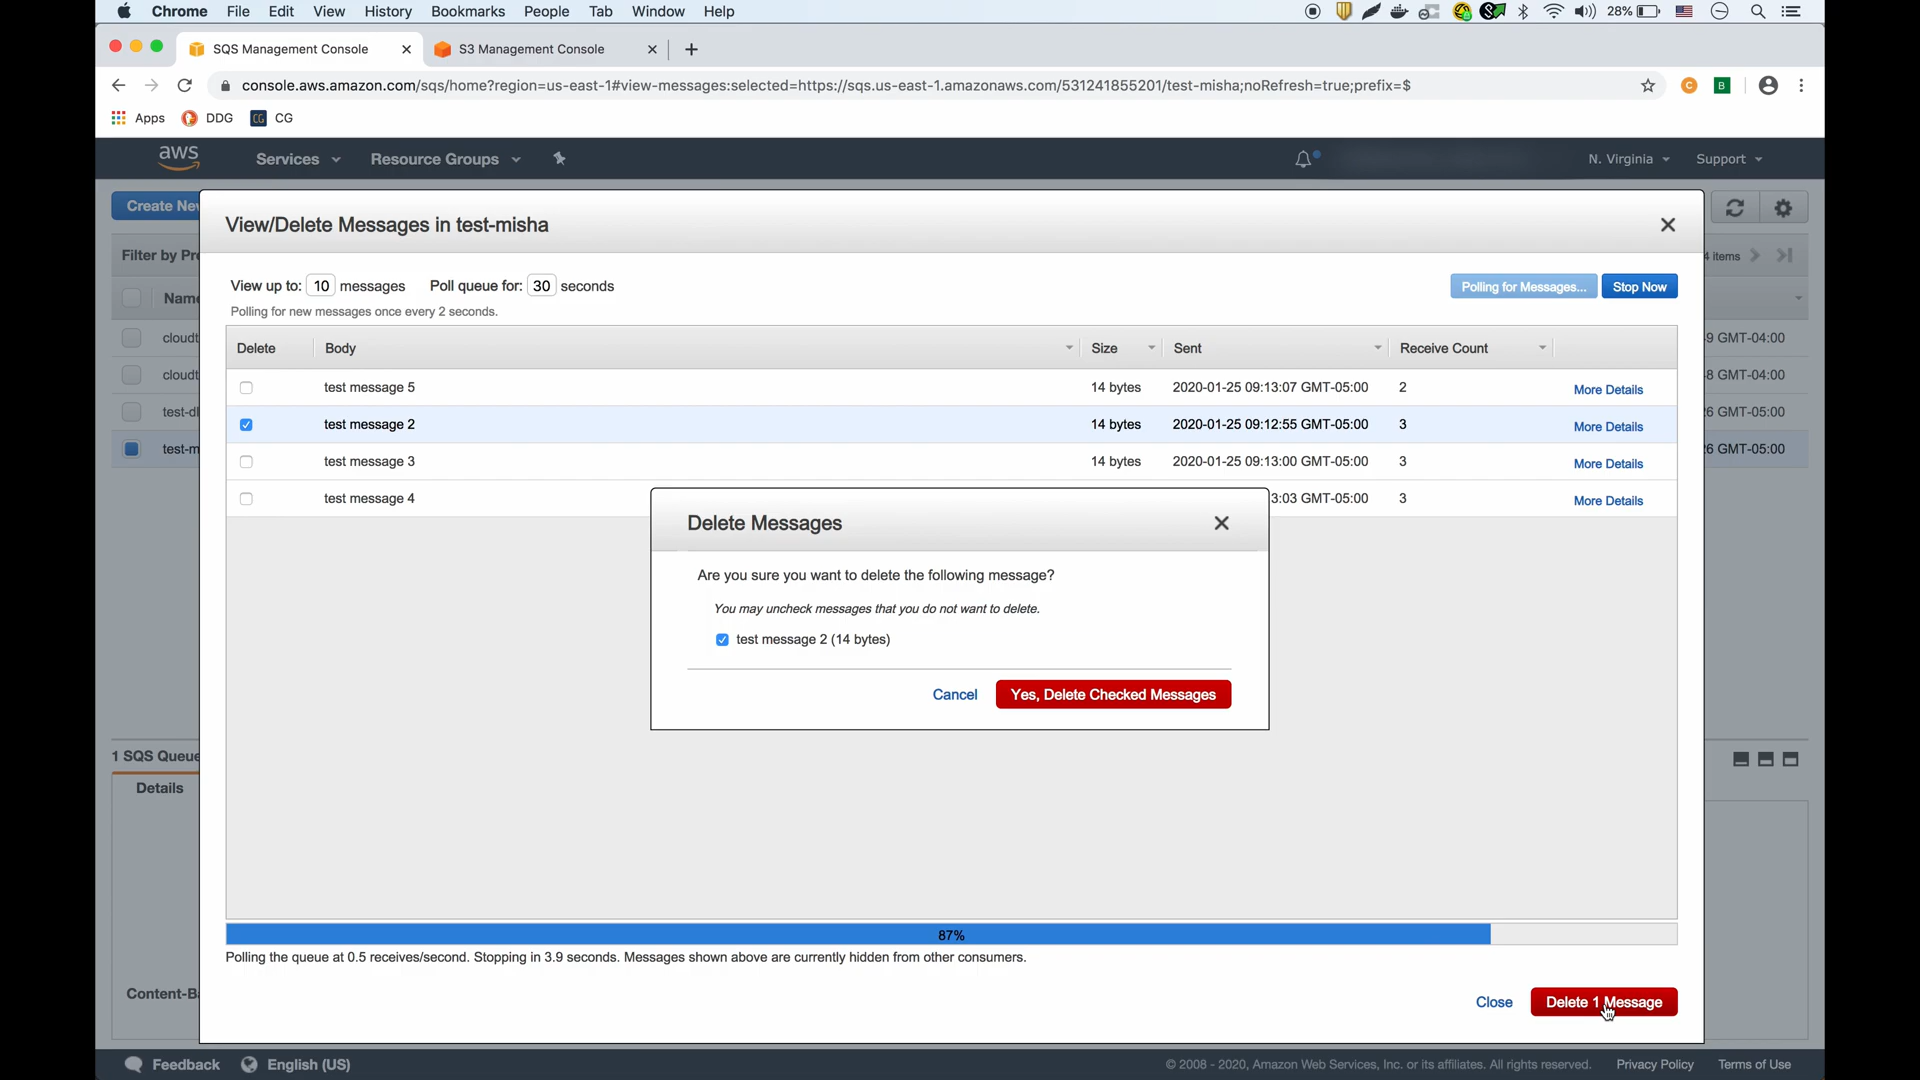 Chrome File Edit View History Bookmarks People Tab Window Help 28%
SQS Management Console S3 Management Console
console.aws.amazon.com/sqs/home?region=us-east-1#view-messages:selected=https://sqs.us-east-1.amazonaws.com/531241855201/test-misha;noRefresh=true;prefix=$
Apps DDG CG CG
aws Services Resource Groups N. Virginia Support
Create Ne
View/Delete Messages in test-misha
Filter by Pr
4 items
View up to: 10 messages Poll queue for: 30 seconds Polling for Messages... Stop Now
Polling for new messages once every 2 seconds.
Name
Delete Body Size Sent Receive Count
cloudt
9 GMT-04:00
test message 5 14 bytes 2020-01-25 09:13:07 GMT-05:00 2 More Details
cloudt
8 GMT-04:00
test message 2 14 bytes 2020-01-25 09:12:55 GMT-05:00 3 More Details
test-dl
6 GMT-05:00
test message 3 14 bytes 2020-01-25 09:13:00 GMT-05:00 3 More Details
test-m
6 GMT-05:00
test message 4 3:03 GMT-05:00 3 More Details
Delete Messages
Are you sure you want to delete the following message?
You may uncheck messages that you do not want to delete.
test message 2 (14 bytes)
Cancel Yes, Delete Checked Messages
1 SQS Queue
Details
87%
Polling the queue at 0.5 receives/second. Stopping in 3.9 seconds. Messages shown above are currently hidden from other consumers.
Content-Ba
Close Delete 1 Message
Feedback English (US) © 2008 - 2020, Amazon Web Services, Inc. or its affiliates. All rights reserved. Privacy Policy Terms of Use